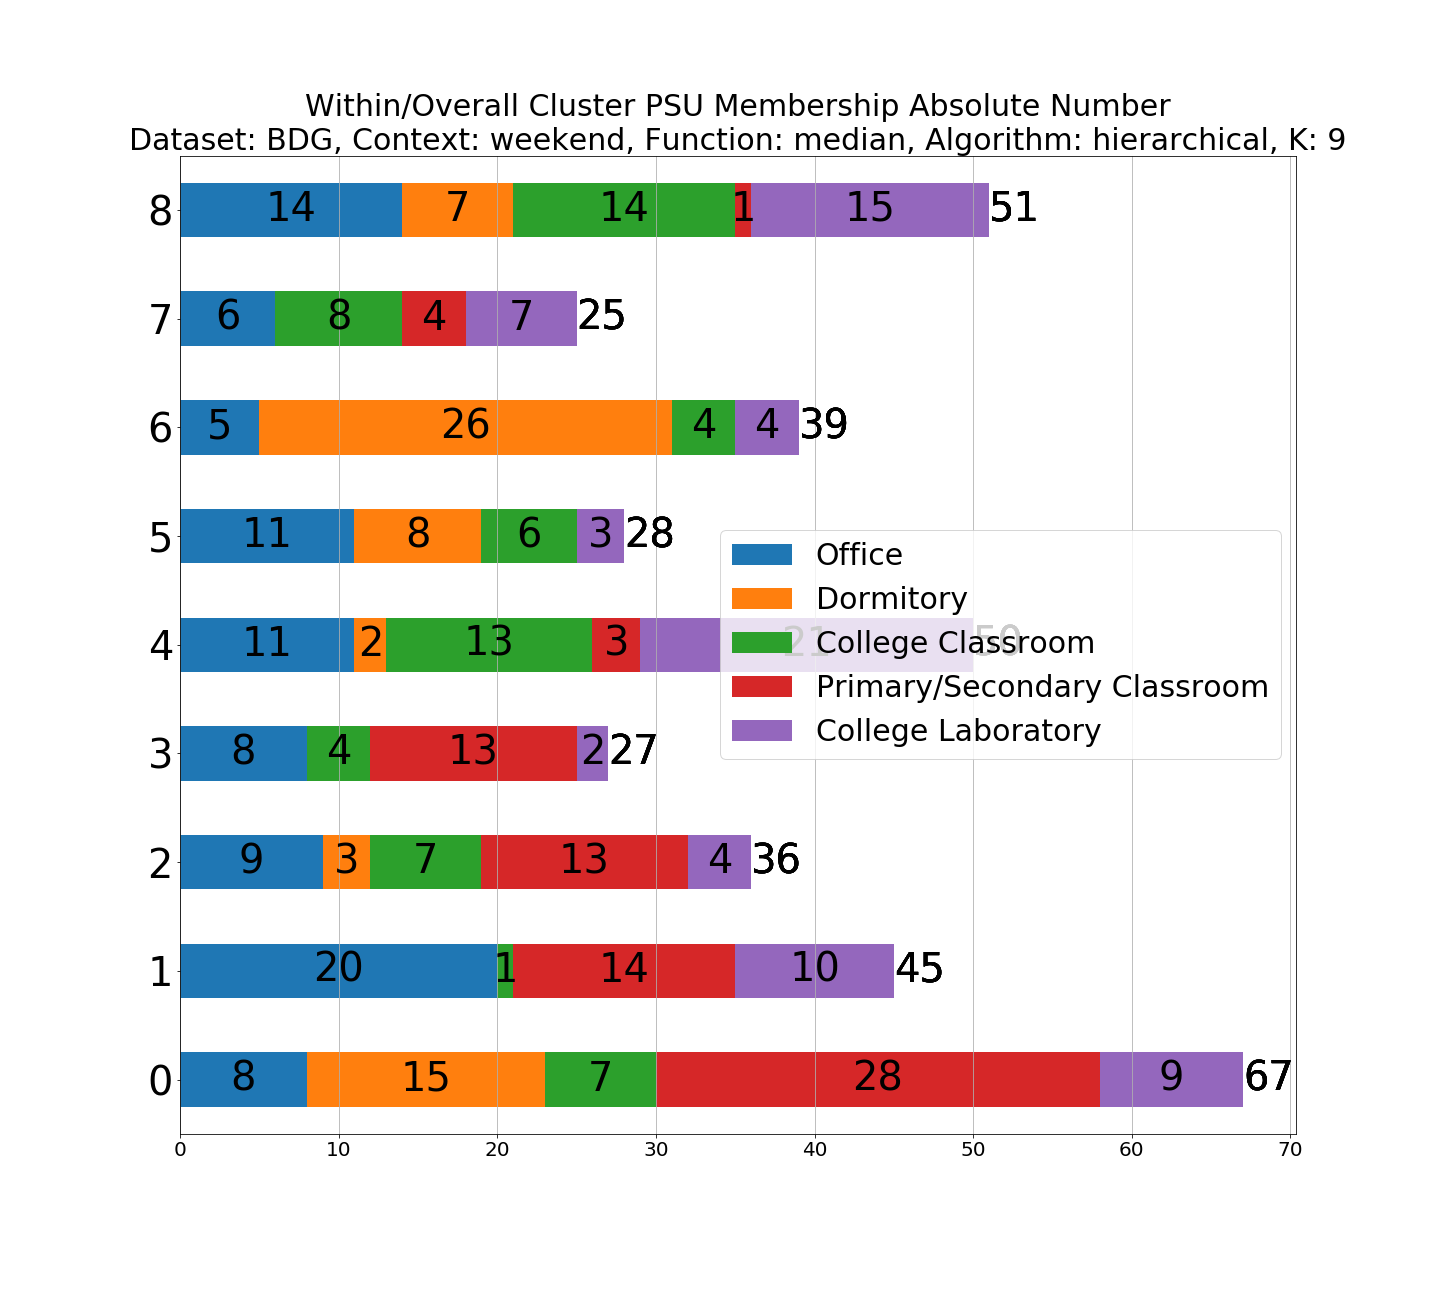 Within/Overall Cluster PSU Membership Absolute Number
Dataset: BDG, Context: weekend, Function: median, Algorithm: hierarchical, K: 9
8 14 7 14 1 15 51
7 6 8 4 7 25
6 5 26 4 4 39
5 11 8 6 3 28
Office
Dormitory
4 11 2 13 3 21 50
College Classroom
Primary/Secondary Classroom
College Laboratory
3 8 4 13 2 27
2 9 3 7 13 4 36
1 20 1 14 10 45
0 8 15 7 28 9 67
0 10 20 30 40 50 60 70